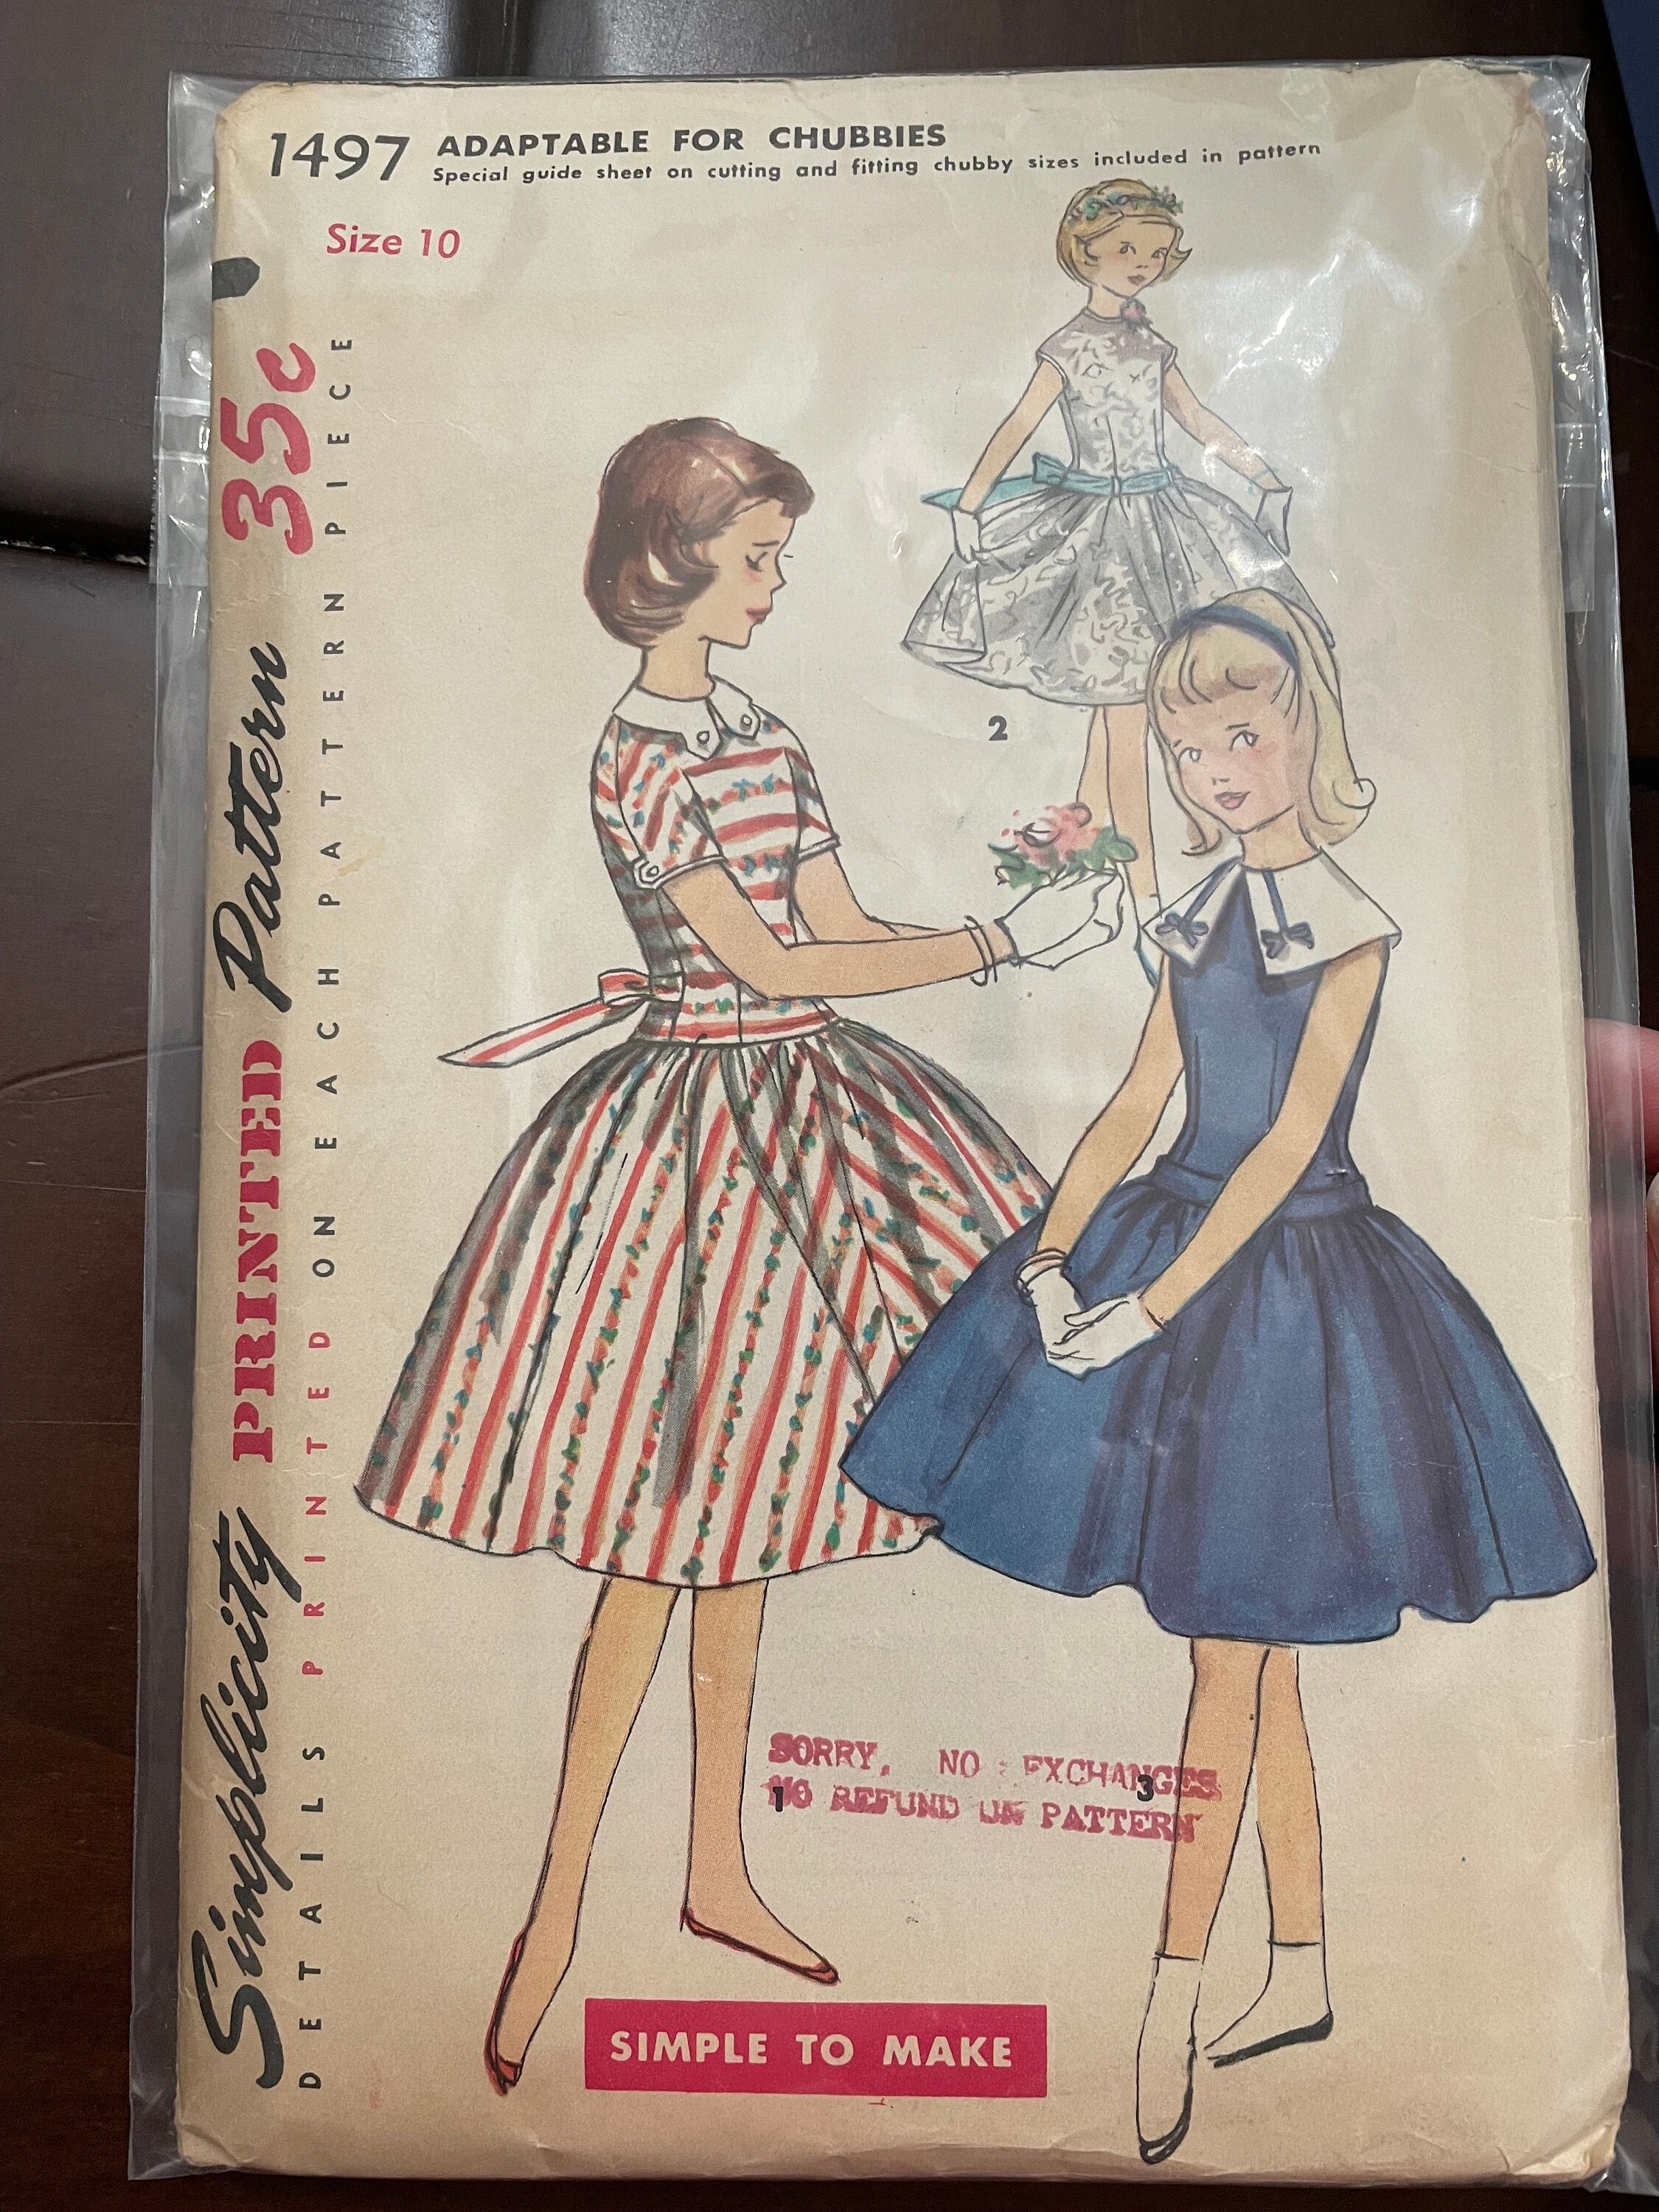 1497 ADAPTABLE FOR CHUBBIES
Special guide sheet on cutting and fitting chubby sizes included in pattern
Size 10
Simplicity PRINTED Pattern 35c
DETAILS PRINTED ON EACH PATTERN PIECE
2
SORRY, NO EXCHANGES
NO REFUND ON PATTERN
1
3
SIMPLE TO MAKE